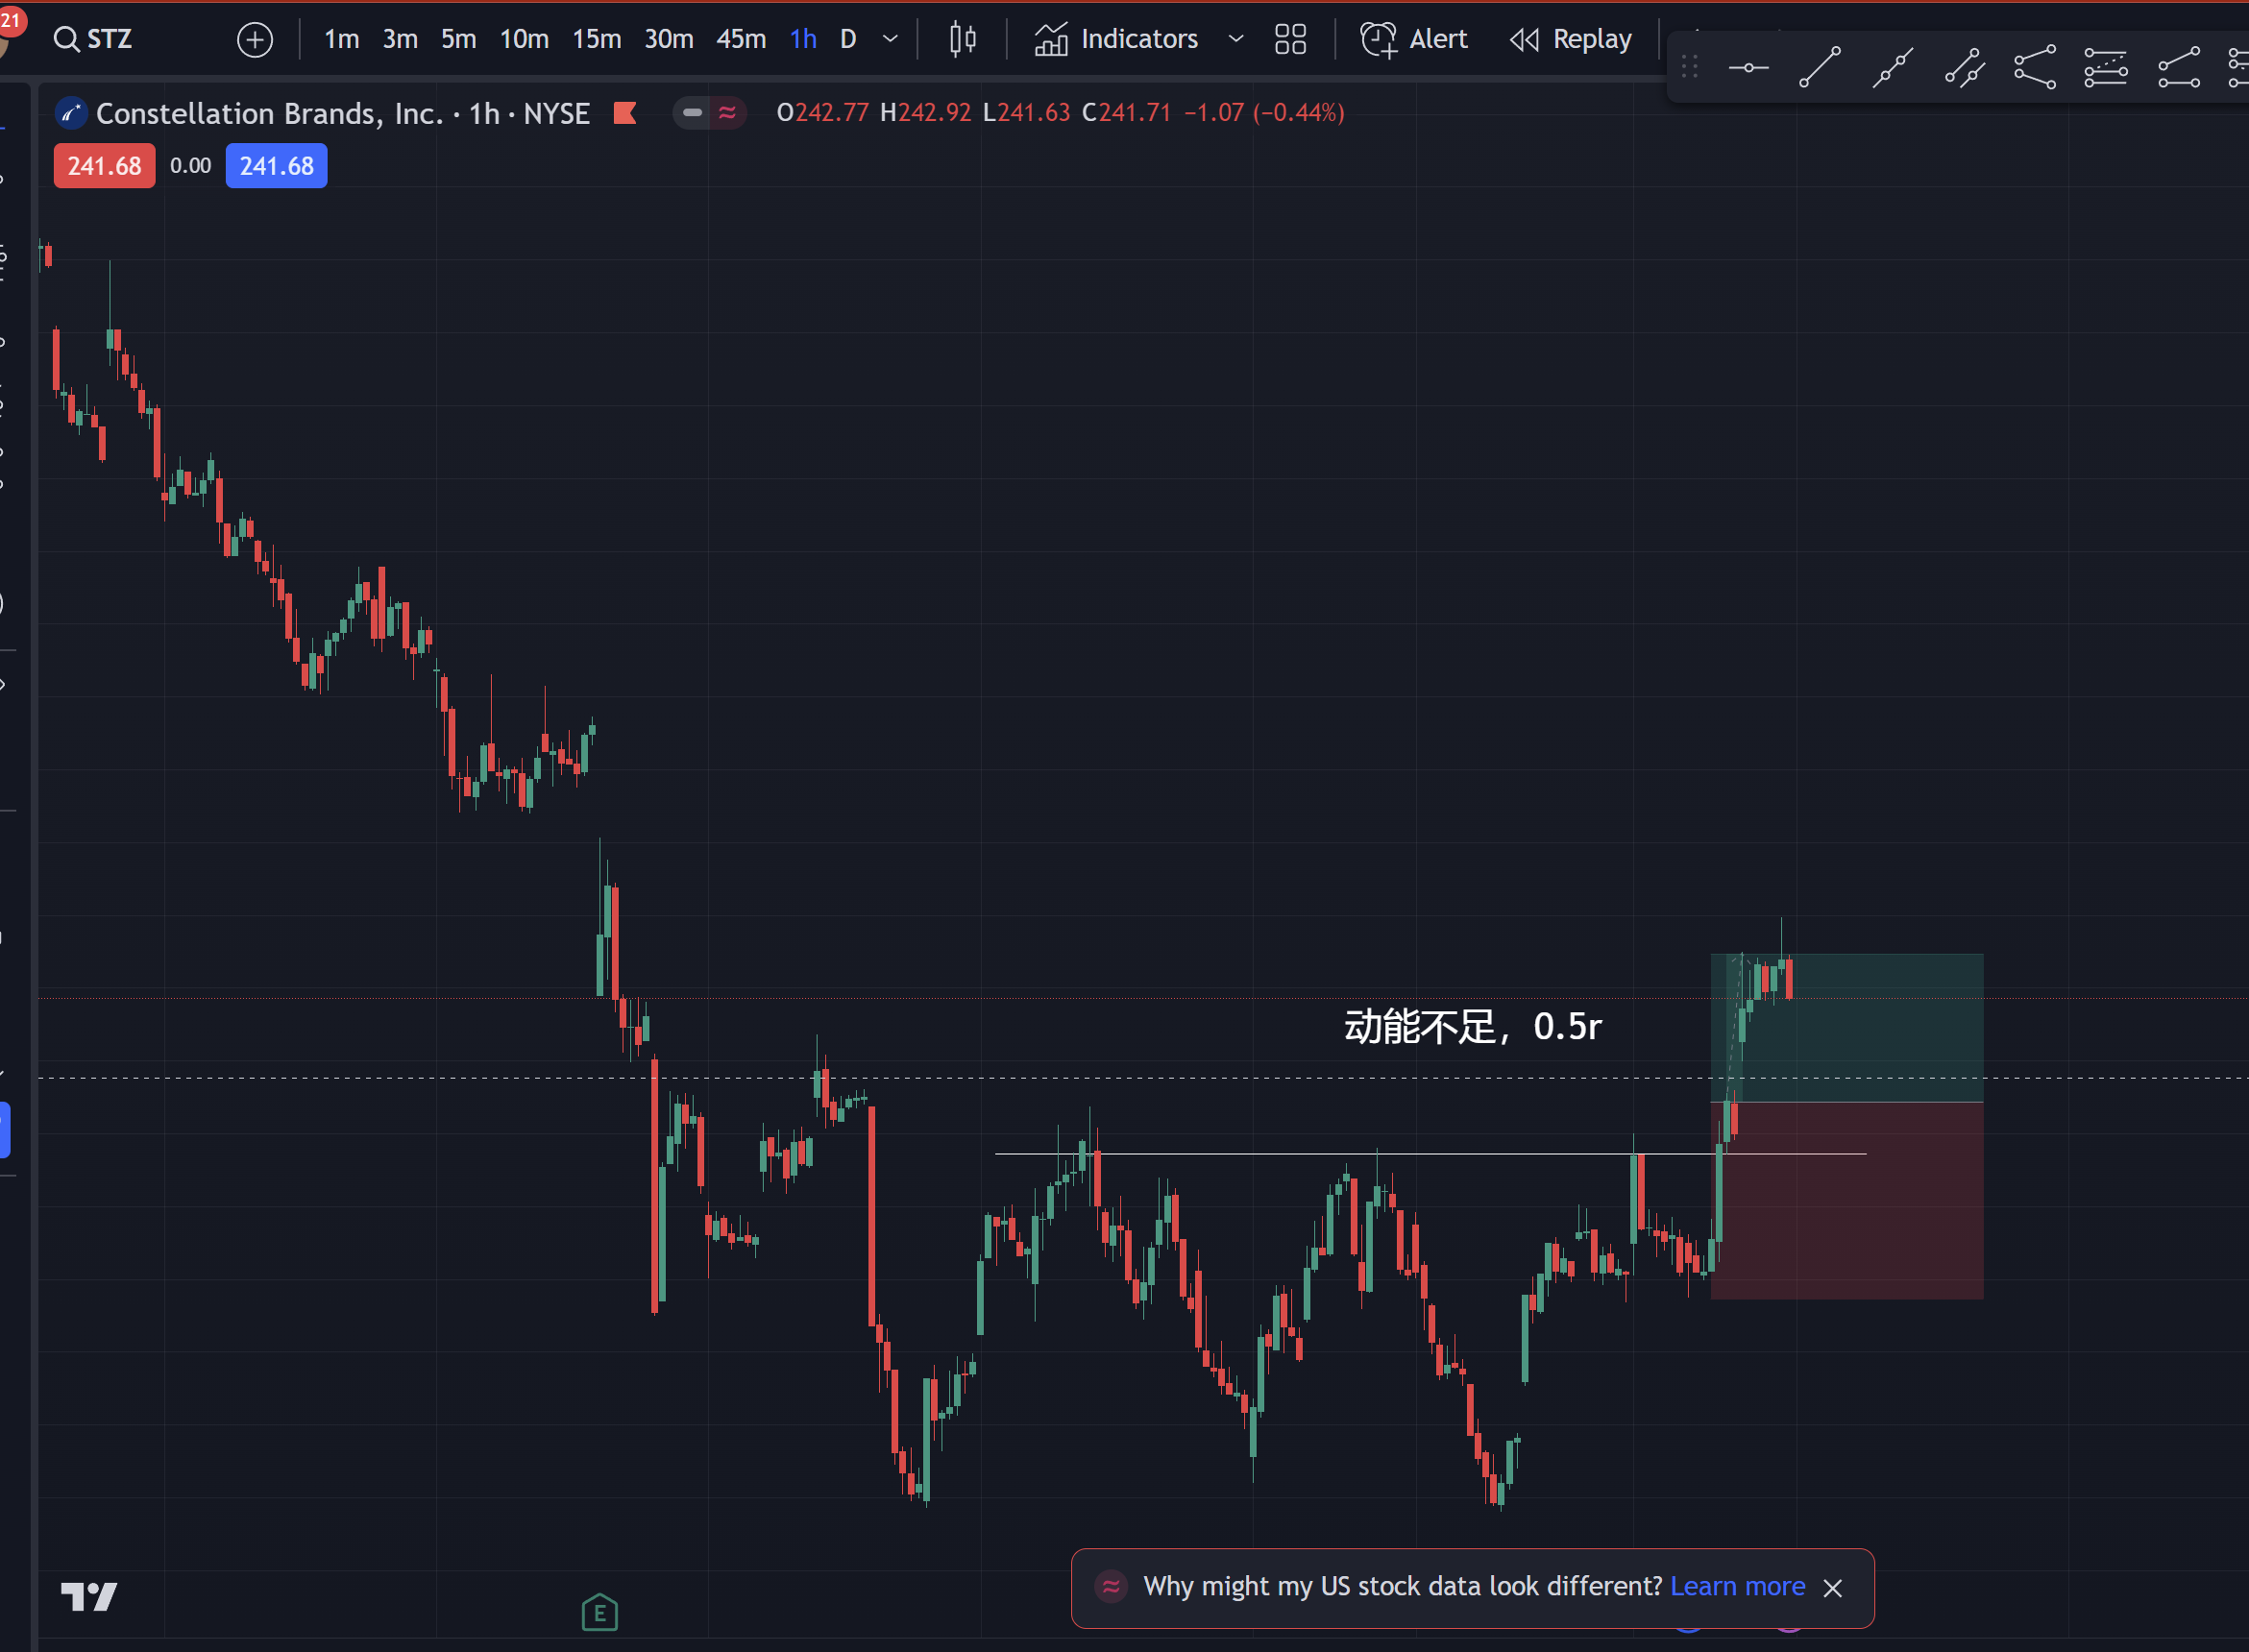 21
STZ
1m 3m 5m 10m 15m 30m 45m 1h D
Indicators
Alert
Replay
Constellation Brands, Inc. · 1h · NYSE
O242.77 H242.92 L241.63 C241.71 −1.07 (−0.44%)
241.68 0.00 241.68
动能不足，0.5r
E
Why might my US stock data look different? Learn more